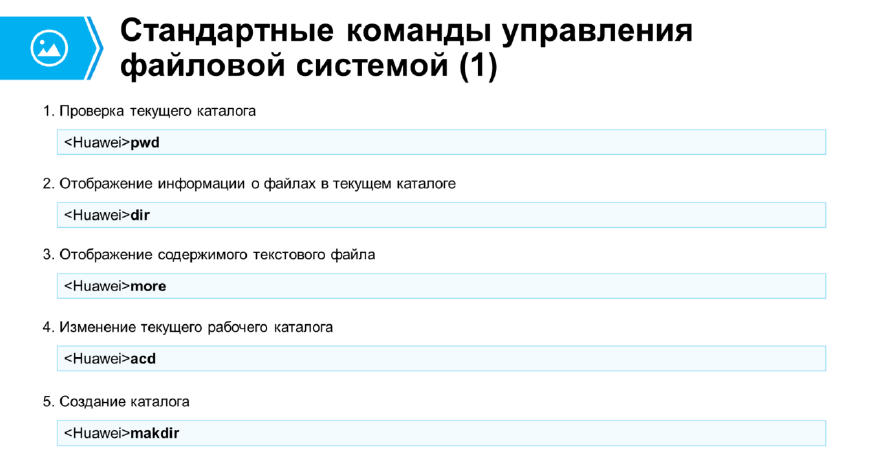 Стандартные команды управления
файловой системой (1)
1. Проверка текущего каталога
<Huawei>pwd
2. Отображение информации о файлах в текущем каталоге
<Huawei>dir
3. Отображение содержимого текстового файла
<Huawei>more
4. Изменение текущего рабочего каталога
<Huawei>acd
5. Создание каталога
<Huawei>makdir